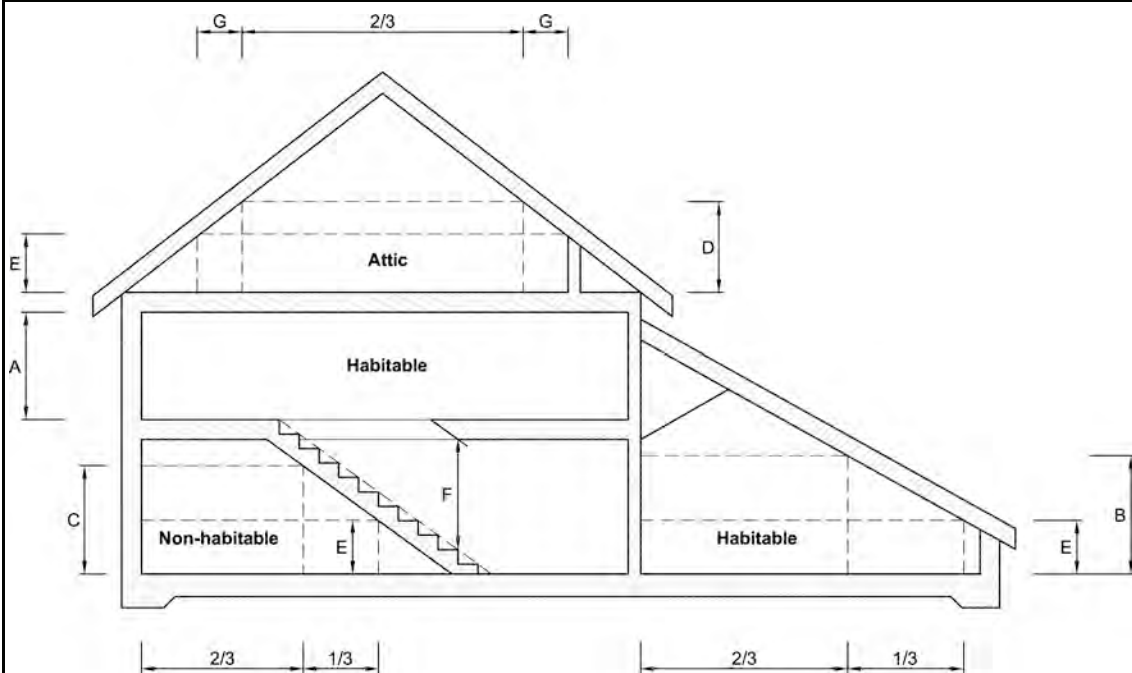 G 2/3 G
E
Attic
D
A
Habitable
C
F
B
Non-habitable
E
Habitable
E
2/3 1/3
2/3 1/3